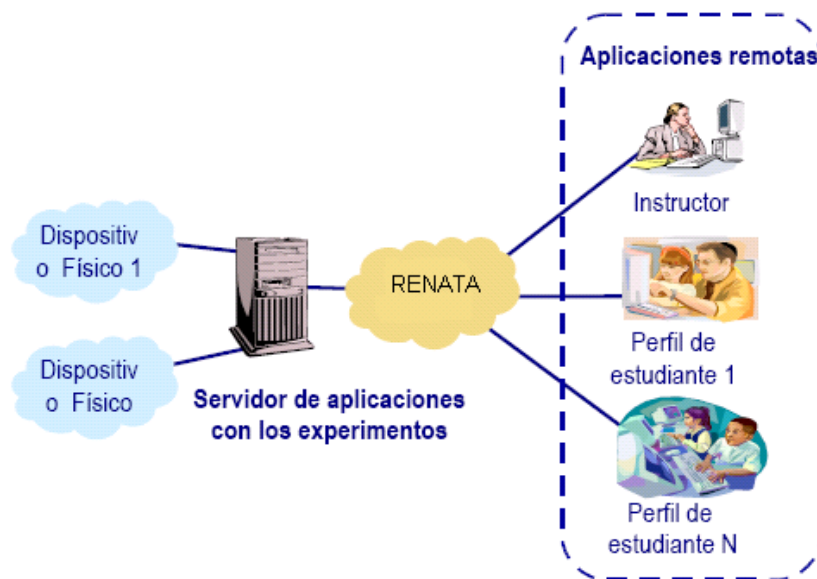 Aplicaciones remotas
Instructor
Dispositiv
o Físico 1
RENATA
Perfil de
estudiante 1
Dispositiv
o Físico
Servidor de aplicaciones
con los experimentos
Perfil de
estudiante N